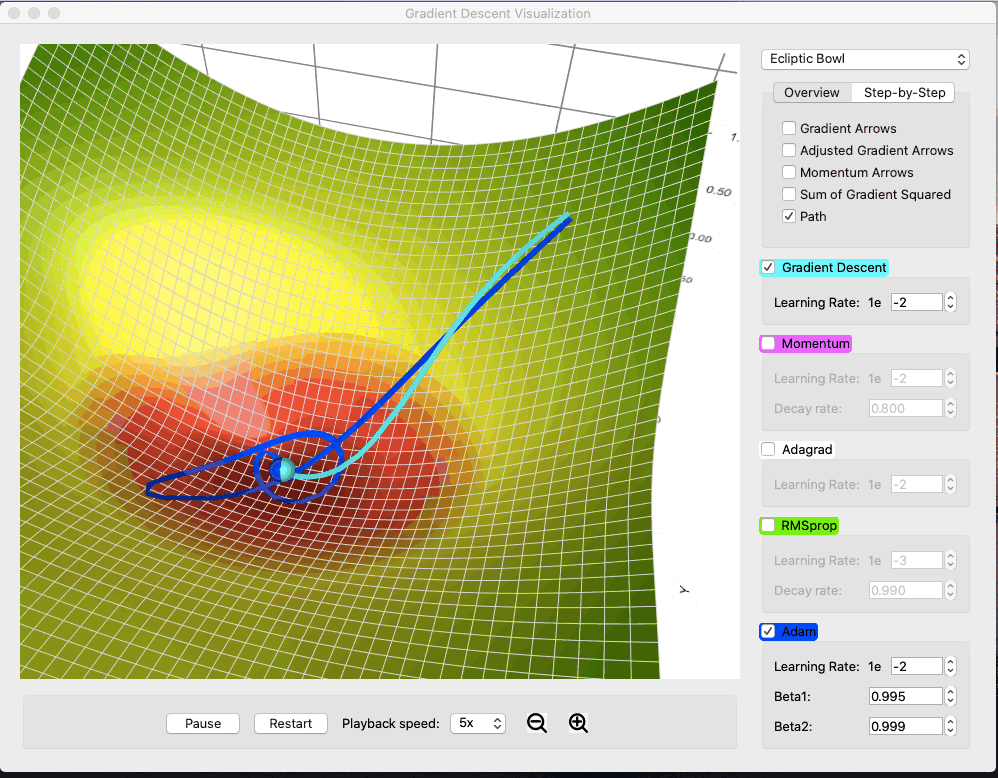 Gradient Descent Visualization
Ecliptic Bowl
Overview Step-by-Step
Gradient Arrows
Adjusted Gradient Arrows
Momentum Arrows
Sum of Gradient Squared
Path
Gradient Descent
Learning Rate: 1e -2
Momentum
Learning Rate: 1e -2
Decay rate: 0.800
Adagrad
Learning Rate: 1e -2
RMSprop
Learning Rate: 1e -3
Decay rate: 0.990
Adam
Learning Rate: 1e -2
Beta1: 0.995
Beta2: 0.999
0.50
Y
Pause Restart Playback speed: 5x